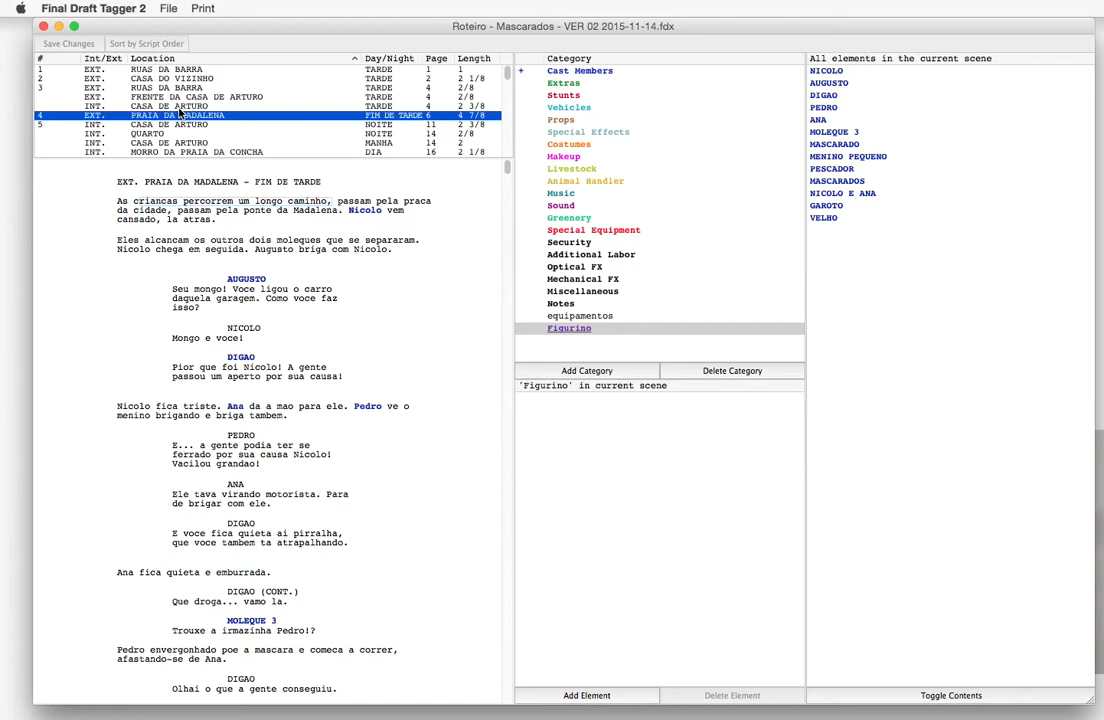 Final Draft Tagger 2 File Print
Roteiro - Mascarados - VER 02 2015-11-14.fdx
Save Changes Sort by Script Order
# Int/Ext Location Day/Night Page Length
1 EXT. RUAS DA BARRA TARDE 1 1
2 EXT. CASA DO VIZINHO TARDE 2 2 1/8
3 EXT. RUAS DA BARRA TARDE 4 2/8
EXT. FRENTE DA CASA DE ARTURO TARDE 4 2/8
INT. CASA DE ARTURO TARDE 4 2 3/8
4 EXT. PRAIA DA MADALENA FIM DE TARDE 6 4 7/8
5 INT. CASA DE ARTURO NOITE 11 2 3/8
INT. QUARTO NOITE 14 2/8
INT. CASA DE ARTURO MANHA 14 2
INT. MORRO DA PRAIA DA CONCHA DIA 16 2 1/8
EXT. PRAIA DA MADALENA - FIM DE TARDE
As criancas percorrem um longo caminho, passam pela praca
da cidade, passam pela ponte da Madalena. Nicolo vem
cansado, la atras.
Eles alcancam os outros dois moleques que se separaram.
Nicolo chega em seguida. Augusto briga com Nicolo.
AUGUSTO
Seu mongo! Voce ligou o carro
daquela garagem. Como voce faz
isso?
NICOLO
Mongo e voce!
DIGAO
Pior que foi Nicolo! A gente
passou um aperto por sua causa!
Nicolo fica triste. Ana da a mao para ele. Pedro ve o
menino brigando e briga tambem.
PEDRO
E... a gente podia ter se
ferrado por sua causa Nicolo!
Vacilou grandao!
ANA
Ele tava virando motorista. Para
de brigar com ele.
DIGAO
E voce fica quieta ai pirralha,
que voce tambem ta atrapalhando.
Ana fica quieta e emburrada.
DIGAO (CONT.)
Que droga... vamo la.
MOLEQUE 3
Trouxe a irmazinha Pedro!?
Pedro envergonhado poe a mascara e comeca a correr,
afastando-se de Ana.
DIGAO
Olhai o que a gente conseguiu.
Category
+ Cast Members
Extras
Stunts
Vehicles
Props
Special Effects
Costumes
Makeup
Livestock
Animal Handler
Music
Sound
Greenery
Special Equipment
Security
Additional Labor
Optical FX
Mechanical FX
Miscellaneous
Notes
equipamentos
Figurino
Add Category Delete Category
'Figurino' in current scene
Add Element Delete Element
All elements in the current scene
NICOLO
AUGUSTO
DIGAO
PEDRO
ANA
MOLEQUE 3
MASCARADO
MENINO PEQUENO
PESCADOR
MASCARADOS
NICOLO E ANA
GAROTO
VELHO
Toggle Contents